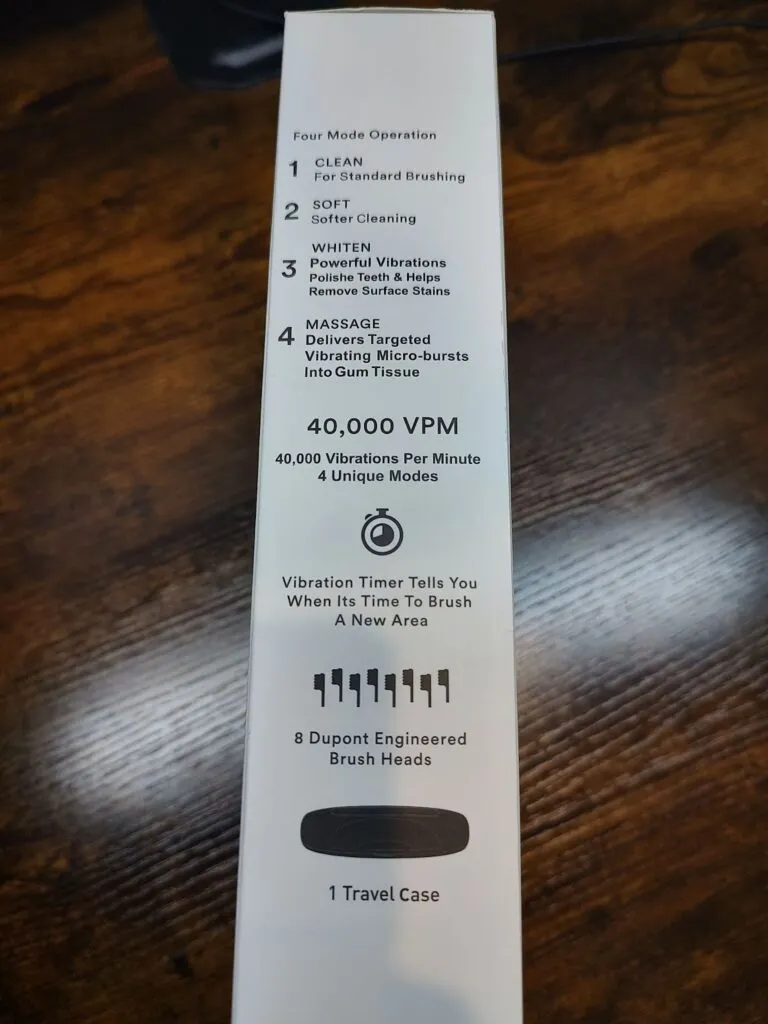 Four Mode Operation
1 CLEAN
For Standard Brushing
2 SOFT
Softer Cleaning
WHITEN
3 Powerful Vibrations
Polishe Teeth & Helps
Remove Surface Stains
4 MASSAGE
Delivers Targeted
Vibrating Micro-bursts
Into Gum Tissue
40,000 VPM
40,000 Vibrations Per Minute
4 Unique Modes
Vibration Timer Tells You
When Its Time To Brush
A New Area
8 Dupont Engineered
Brush Heads
1 Travel Case